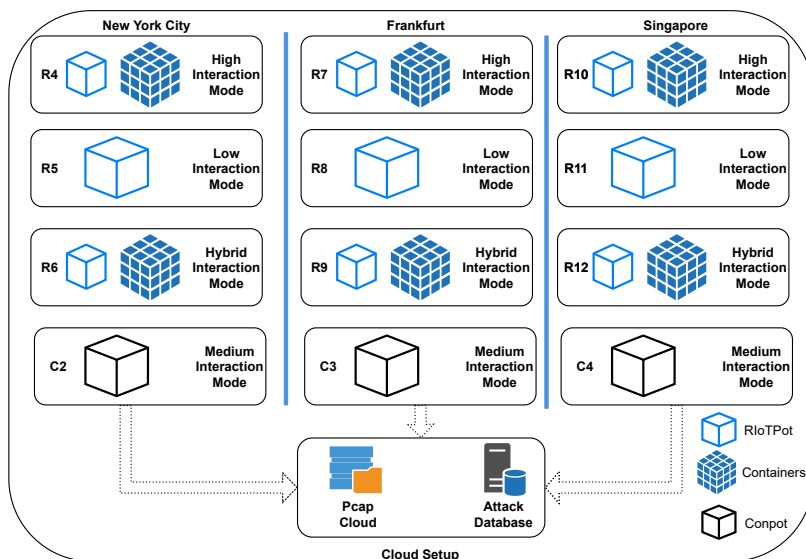 New York City
Frankfurt
Singapore
R4
High
Interaction
Mode
R7
High
Interaction
Mode
R10
High
Interaction
Mode
R5
Low
Interaction
Mode
R8
Low
Interaction
Mode
R11
Low
Interaction
Mode
R6
Hybrid
Interaction
Mode
R9
Hybrid
Interaction
Mode
R12
Hybrid
Interaction
Mode
C2
Medium
Interaction
Mode
C3
Medium
Interaction
Mode
C4
Medium
Interaction
Mode
RIoTPot
Containers
Conpot
Pcap
Cloud
Attack
Database
Cloud Setup